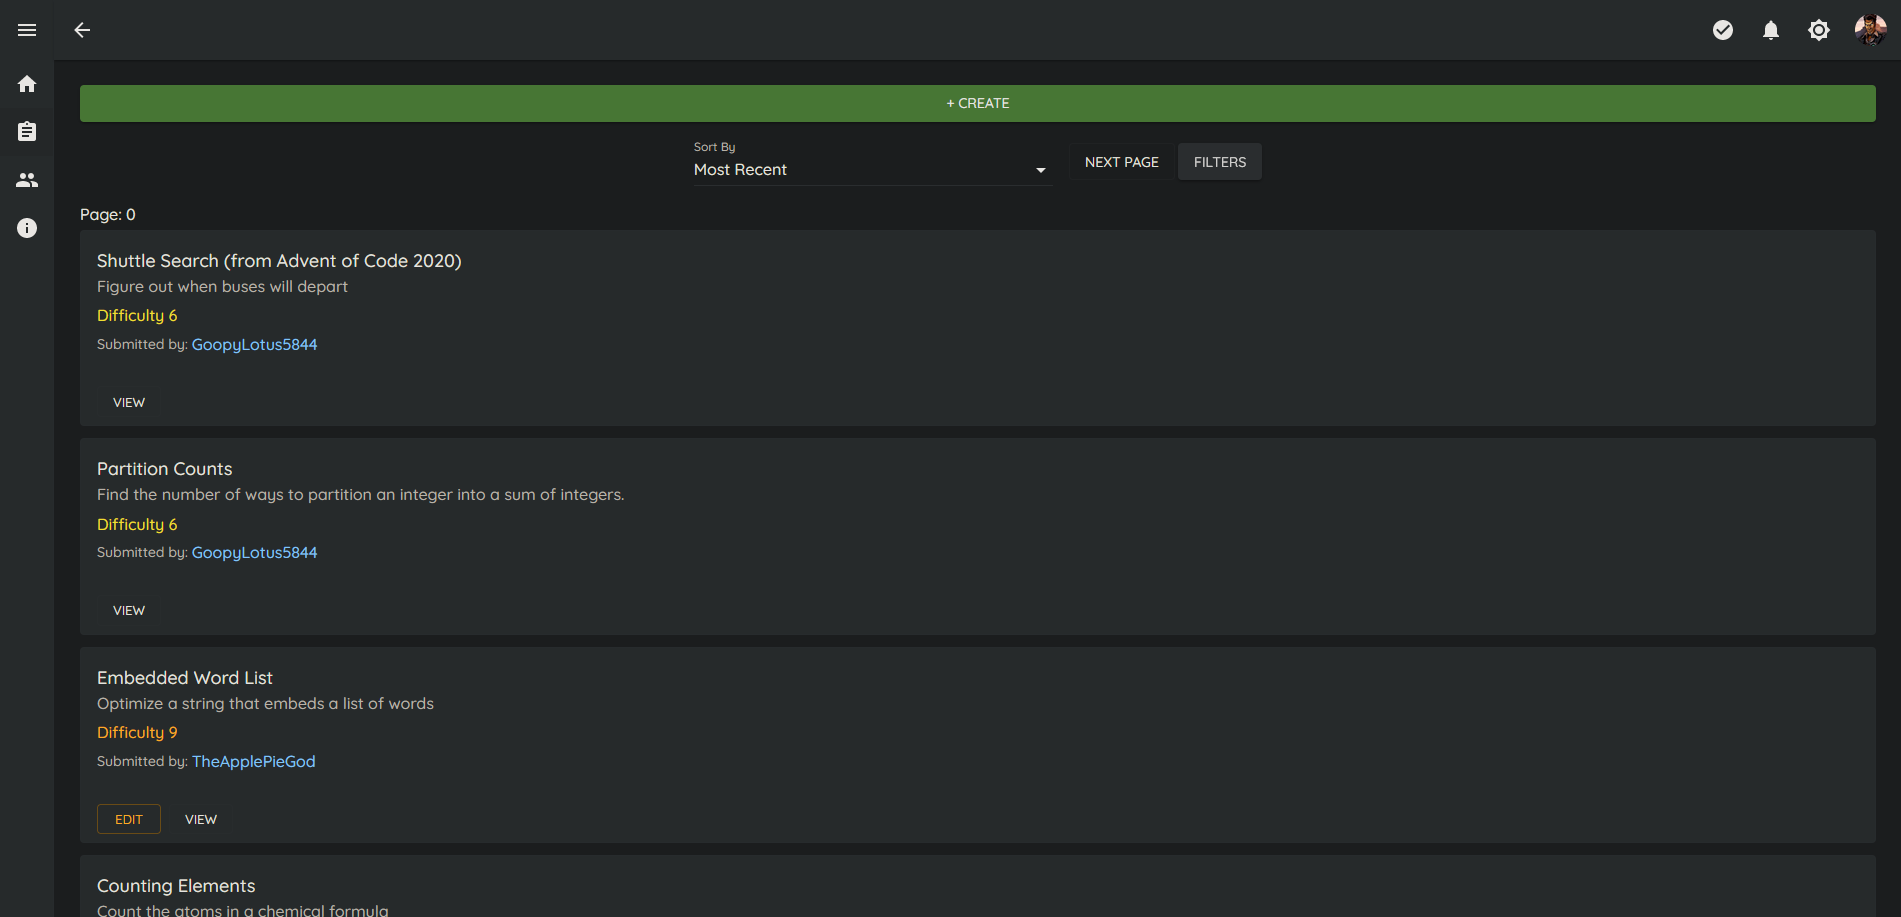 + CREATE
Sort By
Most Recent
NEXT PAGE
FILTERS
Page: 0
Shuttle Search (from Advent of Code 2020)
Figure out when buses will depart
Difficulty 6
Submitted by: GoopyLotus5844
VIEW
Partition Counts
Find the number of ways to partition an integer into a sum of integers.
Difficulty 6
Submitted by: GoopyLotus5844
VIEW
Embedded Word List
Optimize a string that embeds a list of words
Difficulty 9
Submitted by: TheApplePieGod
EDIT
VIEW
Counting Elements
Count the atoms in a chemical formula